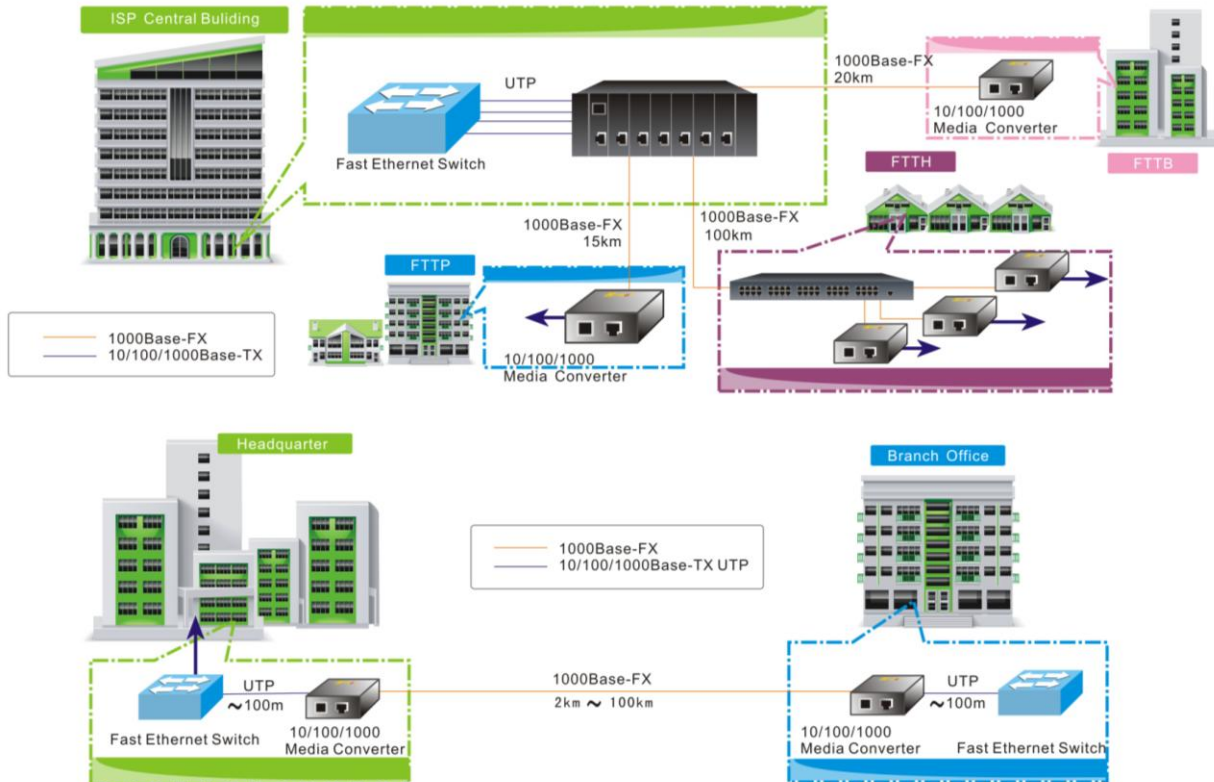 ISP Central Buliding
UTP
Fast Ethernet Switch
1000Base-FX
20km
10/100/1000
Media Converter
FTTB
FTTH
1000Base-FX
15km
1000Base-FX
100km
FTTP
10/100/1000
Media Converter
1000Base-FX
10/100/1000Base-TX
Headquarter
Branch Office
1000Base-FX
10/100/1000Base-TX UTP
UTP
~100m
Fast Ethernet Switch
10/100/1000
Media Converter
1000Base-FX
2km ~ 100km
10/100/1000
Media Converter
UTP
~100m
Fast Ethernet Switch